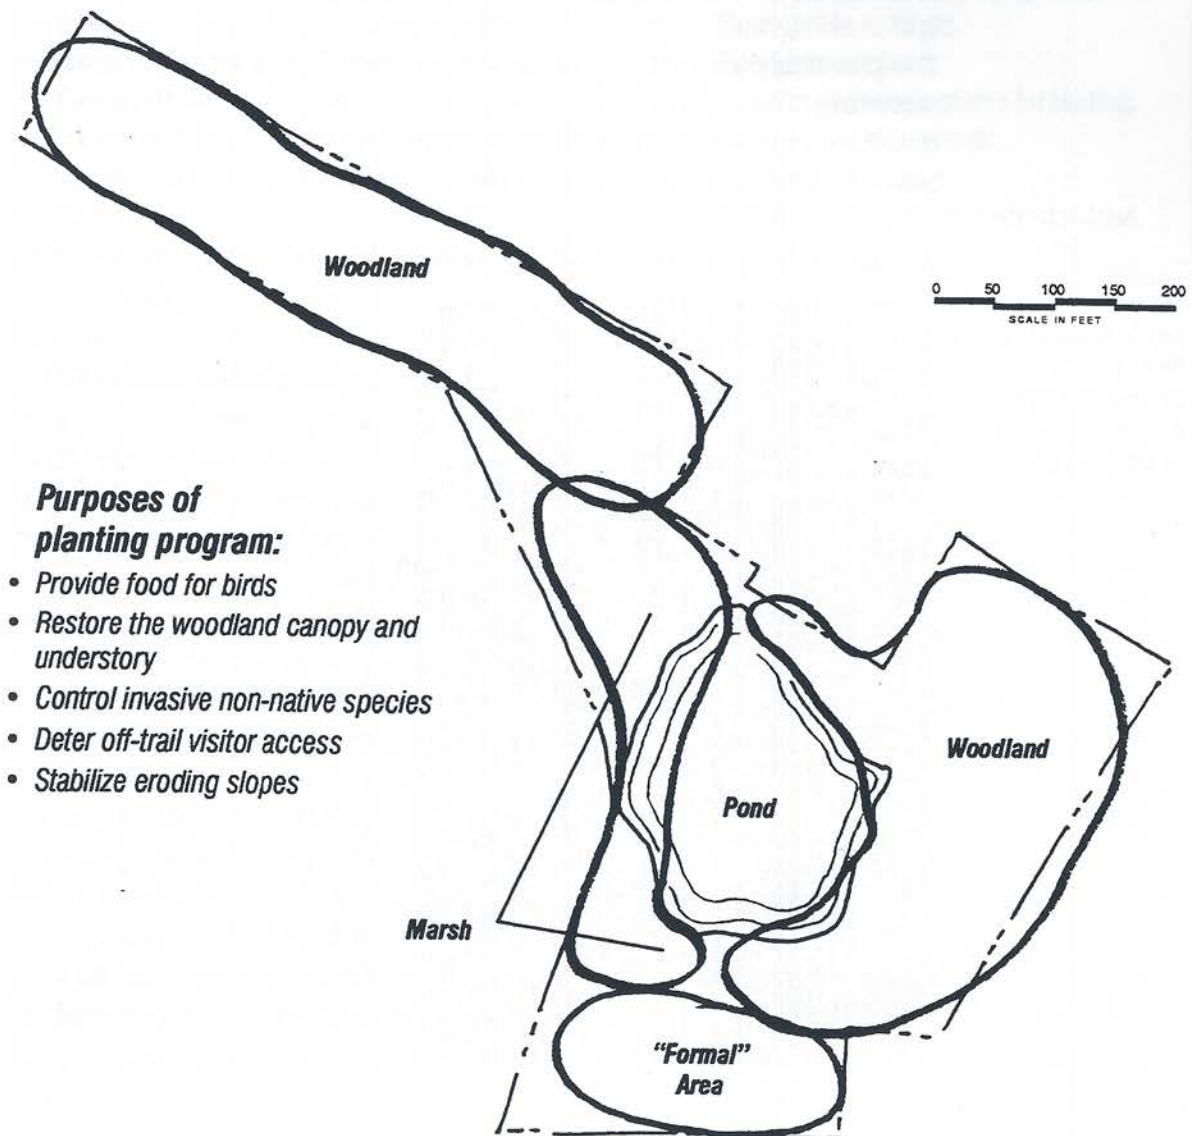 Woodland
0 50 100 150 200
SCALE IN FEET
Purposes of
planting program:
• Provide food for birds
• Restore the woodland canopy and
understory
• Control invasive non-native species
• Deter off-trail visitor access
• Stabilize eroding slopes
Woodland
Pond
Marsh
"Formal"
Area